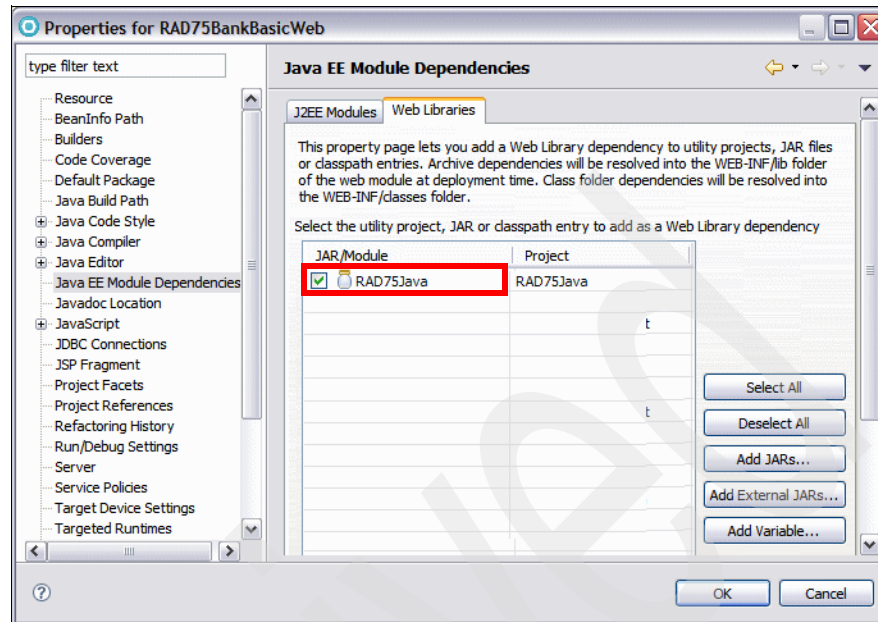 Properties for RAD75BankBasicWeb
type filter text
Resource
BeanInfo Path
Builders
Code Coverage
Default Package
Java Build Path
Java Code Style
Java Compiler
Java Editor
Java EE Module Dependencies
Javadoc Location
JavaScript
JDBC Connections
JSP Fragment
Project Facets
Project References
Refactoring History
Run/Debug Settings
Server
Service Policies
Target Device Settings
Targeted Runtimes
Java EE Module Dependencies
J2EE Modules Web Libraries
This property page lets you add a Web Library dependency to utility projects, JAR files
or classpath entries. Archive dependencies will be resolved into the WEB-INF/lib folder
of the web module at deployment time. Class folder dependencies will be resolved into
the WEB-INF/classes folder.
Select the utility project, JAR or classpath entry to add as a Web Library dependency
JAR/Module Project
RAD75Java RAD75Java
t
t
Select All
Deselect All
Add JARs...
Add External JARs...
Add Variable...
OK Cancel